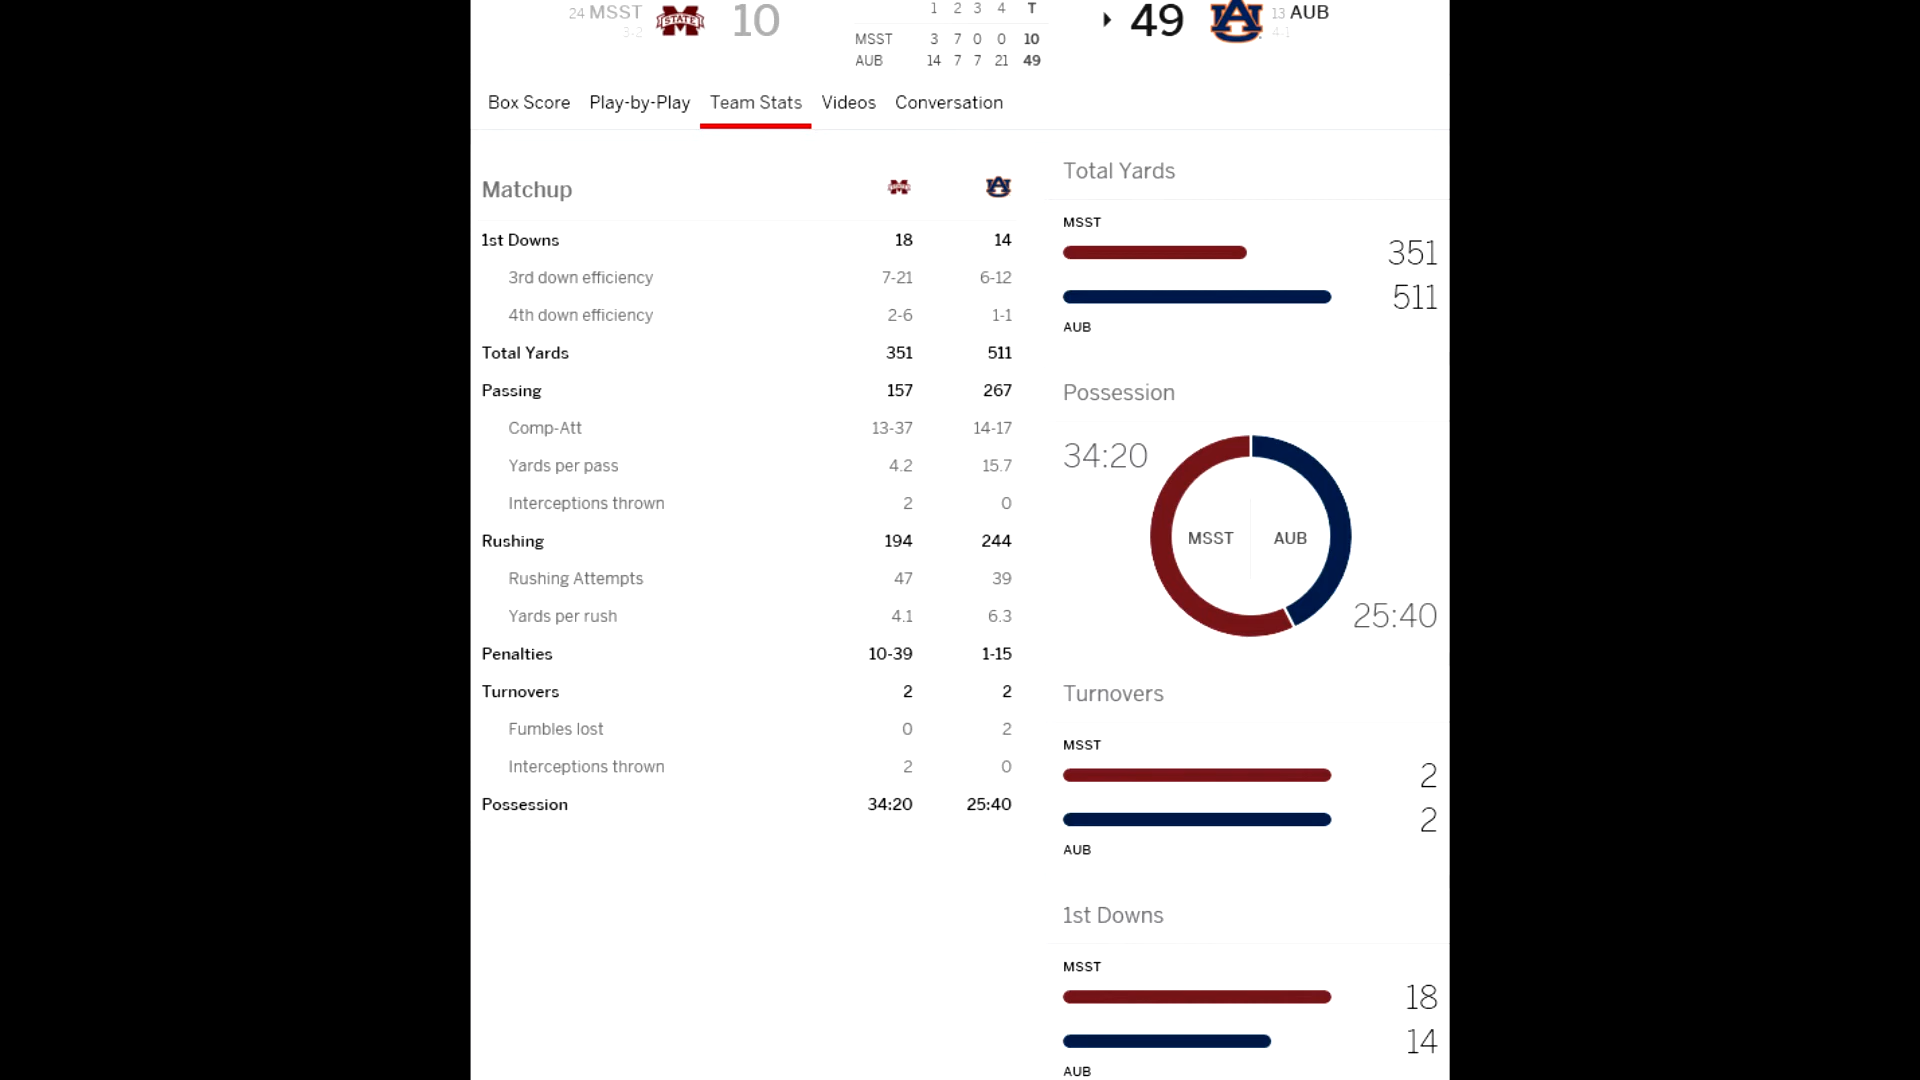 24 MSST 10
3-2
1 2 3 4 T
MSST 3 7 0 0 10
AUB 14 7 7 21 49
49 13 AUB
4-1
STATE
AU
Box Score Play-by-Play Team Stats Videos Conversation
Matchup
1st Downs 18 14
3rd down efficiency 7-21 6-12
4th down efficiency 2-6 1-1
Total Yards 351 511
Passing 157 267
Comp-Att 13-37 14-17
Yards per pass 4.2 15.7
Interceptions thrown 2 0
Rushing 194 244
Rushing Attempts 47 39
Yards per rush 4.1 6.3
Penalties 10-39 1-15
Turnovers 2 2
Fumbles lost 0 2
Interceptions thrown 2 0
Possession 34:20 25:40
Total Yards
MSST
351
511
AUB
Possession
34:20
MSST AUB
25:40
Turnovers
MSST
2
2
AUB
1st Downs
MSST
18
14
AUB